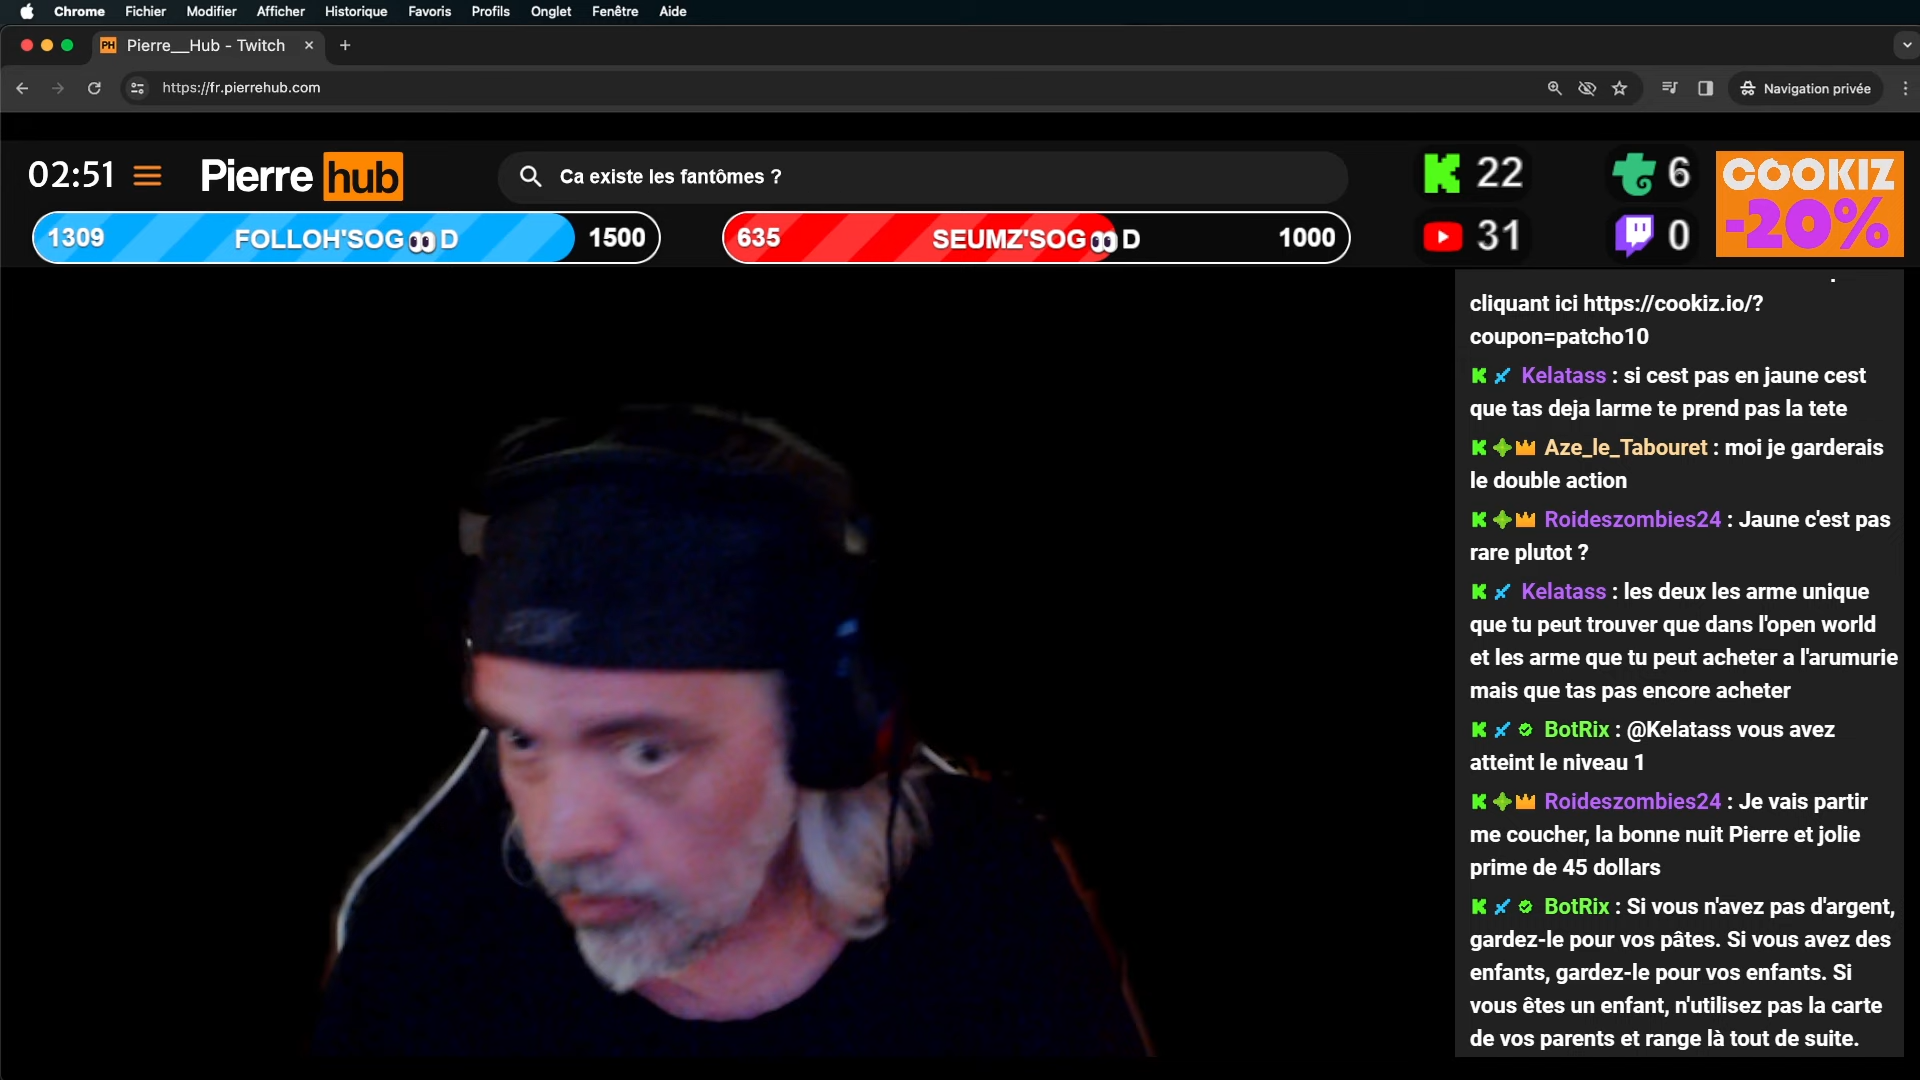 Chrome Fichier Modifier Afficher Historique Favoris Profils Onglet Fenêtre Aide
PH Pierre__Hub - Twitch
https://fr.pierrehub.com
Navigation privée
02:51
Pierre hub
Ca existe les fantômes ?
22
6
COOKIZ
-20%
1309 FOLLOH'SOG👀D 1500
635 SEUMZ'SOG👀D 1000
31
0
cliquant ici https://cookiz.io/?
coupon=patcho10
Kelatass : si cest pas en jaune cest
que tas deja larme te prend pas la tete
Aze_le_Tabouret : moi je garderais
le double action
Roideszombies24 : Jaune c'est pas
rare plutot ?
Kelatass : les deux les arme unique
que tu peut trouver que dans l'open world
et les arme que tu peut acheter a l'arumurie
mais que tas pas encore acheter
BotRix : @Kelatass vous avez
atteint le niveau 1
Roideszombies24 : Je vais partir
me coucher, la bonne nuit Pierre et jolie
prime de 45 dollars
BotRix : Si vous n'avez pas d'argent,
gardez-le pour vos pâtes. Si vous avez des
enfants, gardez-le pour vos enfants. Si
vous êtes un enfant, n'utilisez pas la carte
de vos parents et range là tout de suite.